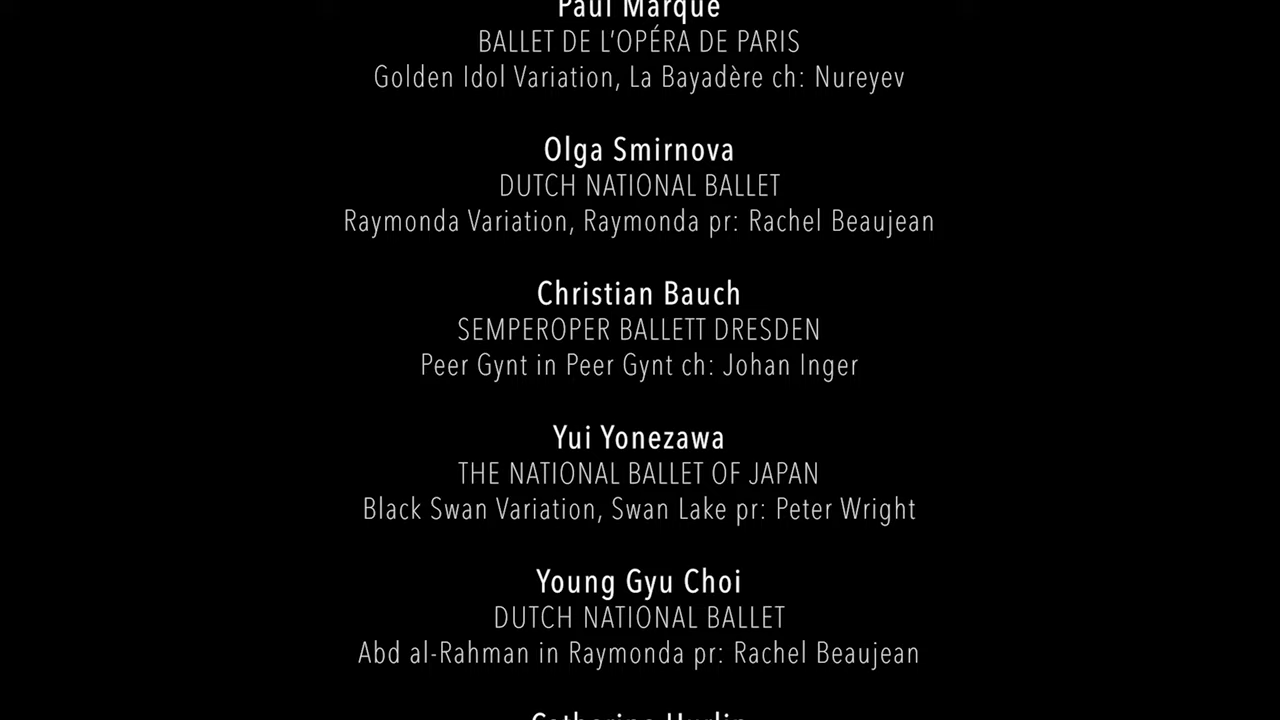 Paul Marque
BALLET DE L’OPÉRA DE PARIS
Golden Idol Variation, La Bayadère ch: Nureyev
Olga Smirnova
DUTCH NATIONAL BALLET
Raymonda Variation, Raymonda pr: Rachel Beaujean
Christian Bauch
SEMPEROPER BALLETT DRESDEN
Peer Gynt in Peer Gynt ch: Johan Inger
Yui Yonezawa
THE NATIONAL BALLET OF JAPAN
Black Swan Variation, Swan Lake pr: Peter Wright
Young Gyu Choi
DUTCH NATIONAL BALLET
Abd al-Rahman in Raymonda pr: Rachel Beaujean